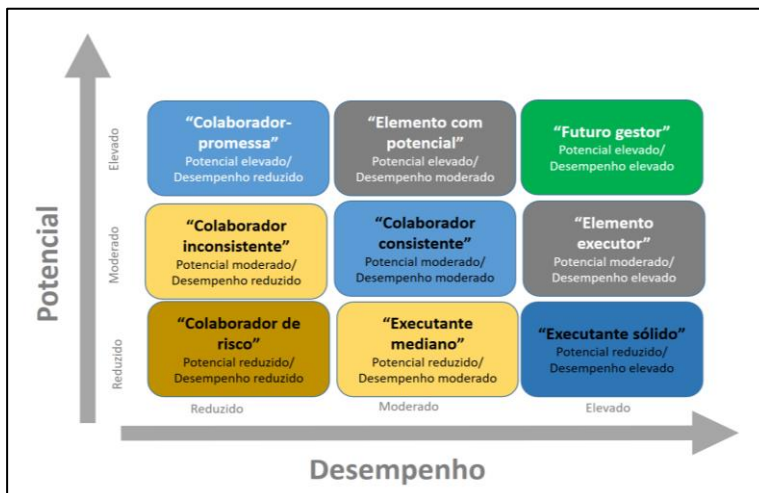 Potencial
Elevado
Moderado
Reduzido
“Colaborador-
promessa”
Potencial elevado/
Desempenho reduzido
“Elemento com
potencial”
Potencial elevado/
Desempenho moderado
“Futuro gestor”
Potencial elevado/
Desempenho elevado
“Colaborador
inconsistente”
Potencial moderado/
Desempenho reduzido
“Colaborador
consistente”
Potencial moderado/
Desempenho moderado
“Elemento
executor”
Potencial moderado/
Desempenho elevado
“Colaborador de
risco”
Potencial reduzido/
Desempenho reduzido
“Executante
mediano”
Potencial reduzido/
Desempenho moderado
“Executante sólido”
Potencial reduzido/
Desempenho elevado
Reduzido
Moderado
Elevado
Desempenho